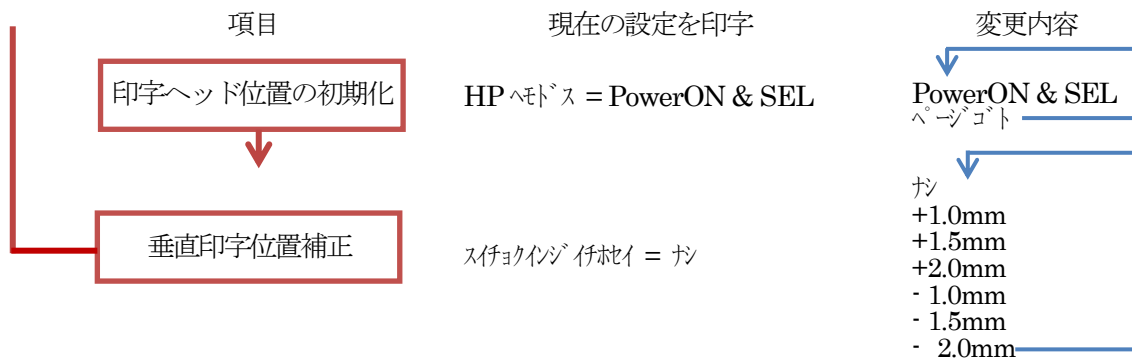 項目 現在の設定を印字 変更内容
印字ヘッド位置の初期化 HP ﾍﾓﾄﾞｽ = PowerON & SEL PowerON & SEL
ﾍﾟｰｼﾞｺﾞﾄ
ﾅｼ
+1.0mm
+1.5mm
垂直印字位置補正 ｽｲﾁｮｸｲﾝｼﾞｲﾁﾎｾｲ = ﾅｼ +2.0mm
- 1.0mm
- 1.5mm
- 2.0mm